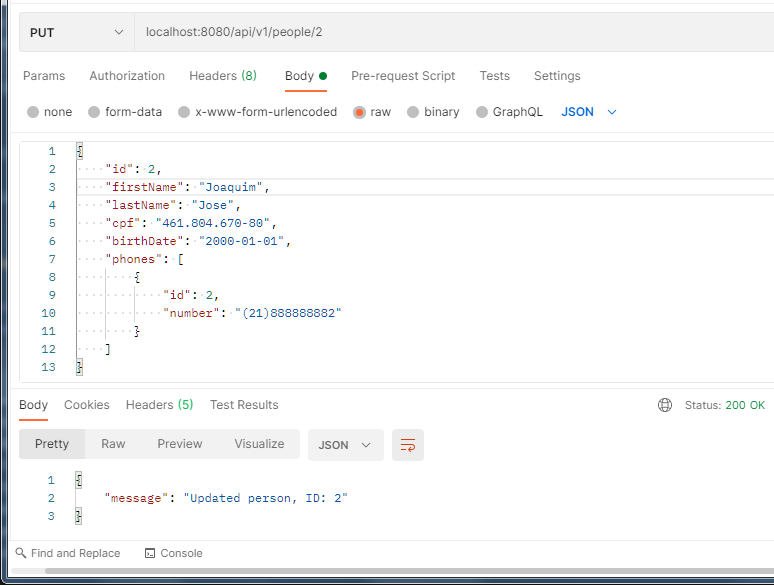 PUT localhost:8080/api/v1/people/2
Params Authorization Headers (8) Body Pre-request Script Tests Settings
none form-data x-www-form-urlencoded raw binary GraphQL JSON
1 {
2 "id": 2,
3 "firstName": "Joaquim",
4 "lastName": "Jose",
5 "cpf": "461.804.670-80",
6 "birthDate": "2000-01-01",
7 "phones": [
8 {
9 "id": 2,
10 "number": "(21)888888882"
11 }
12 ]
13 }
Body Cookies Headers (5) Test Results Status: 200 OK
Pretty Raw Preview Visualize JSON
1 {
2 "message": "Updated person, ID: 2"
3 }
Find and Replace Console